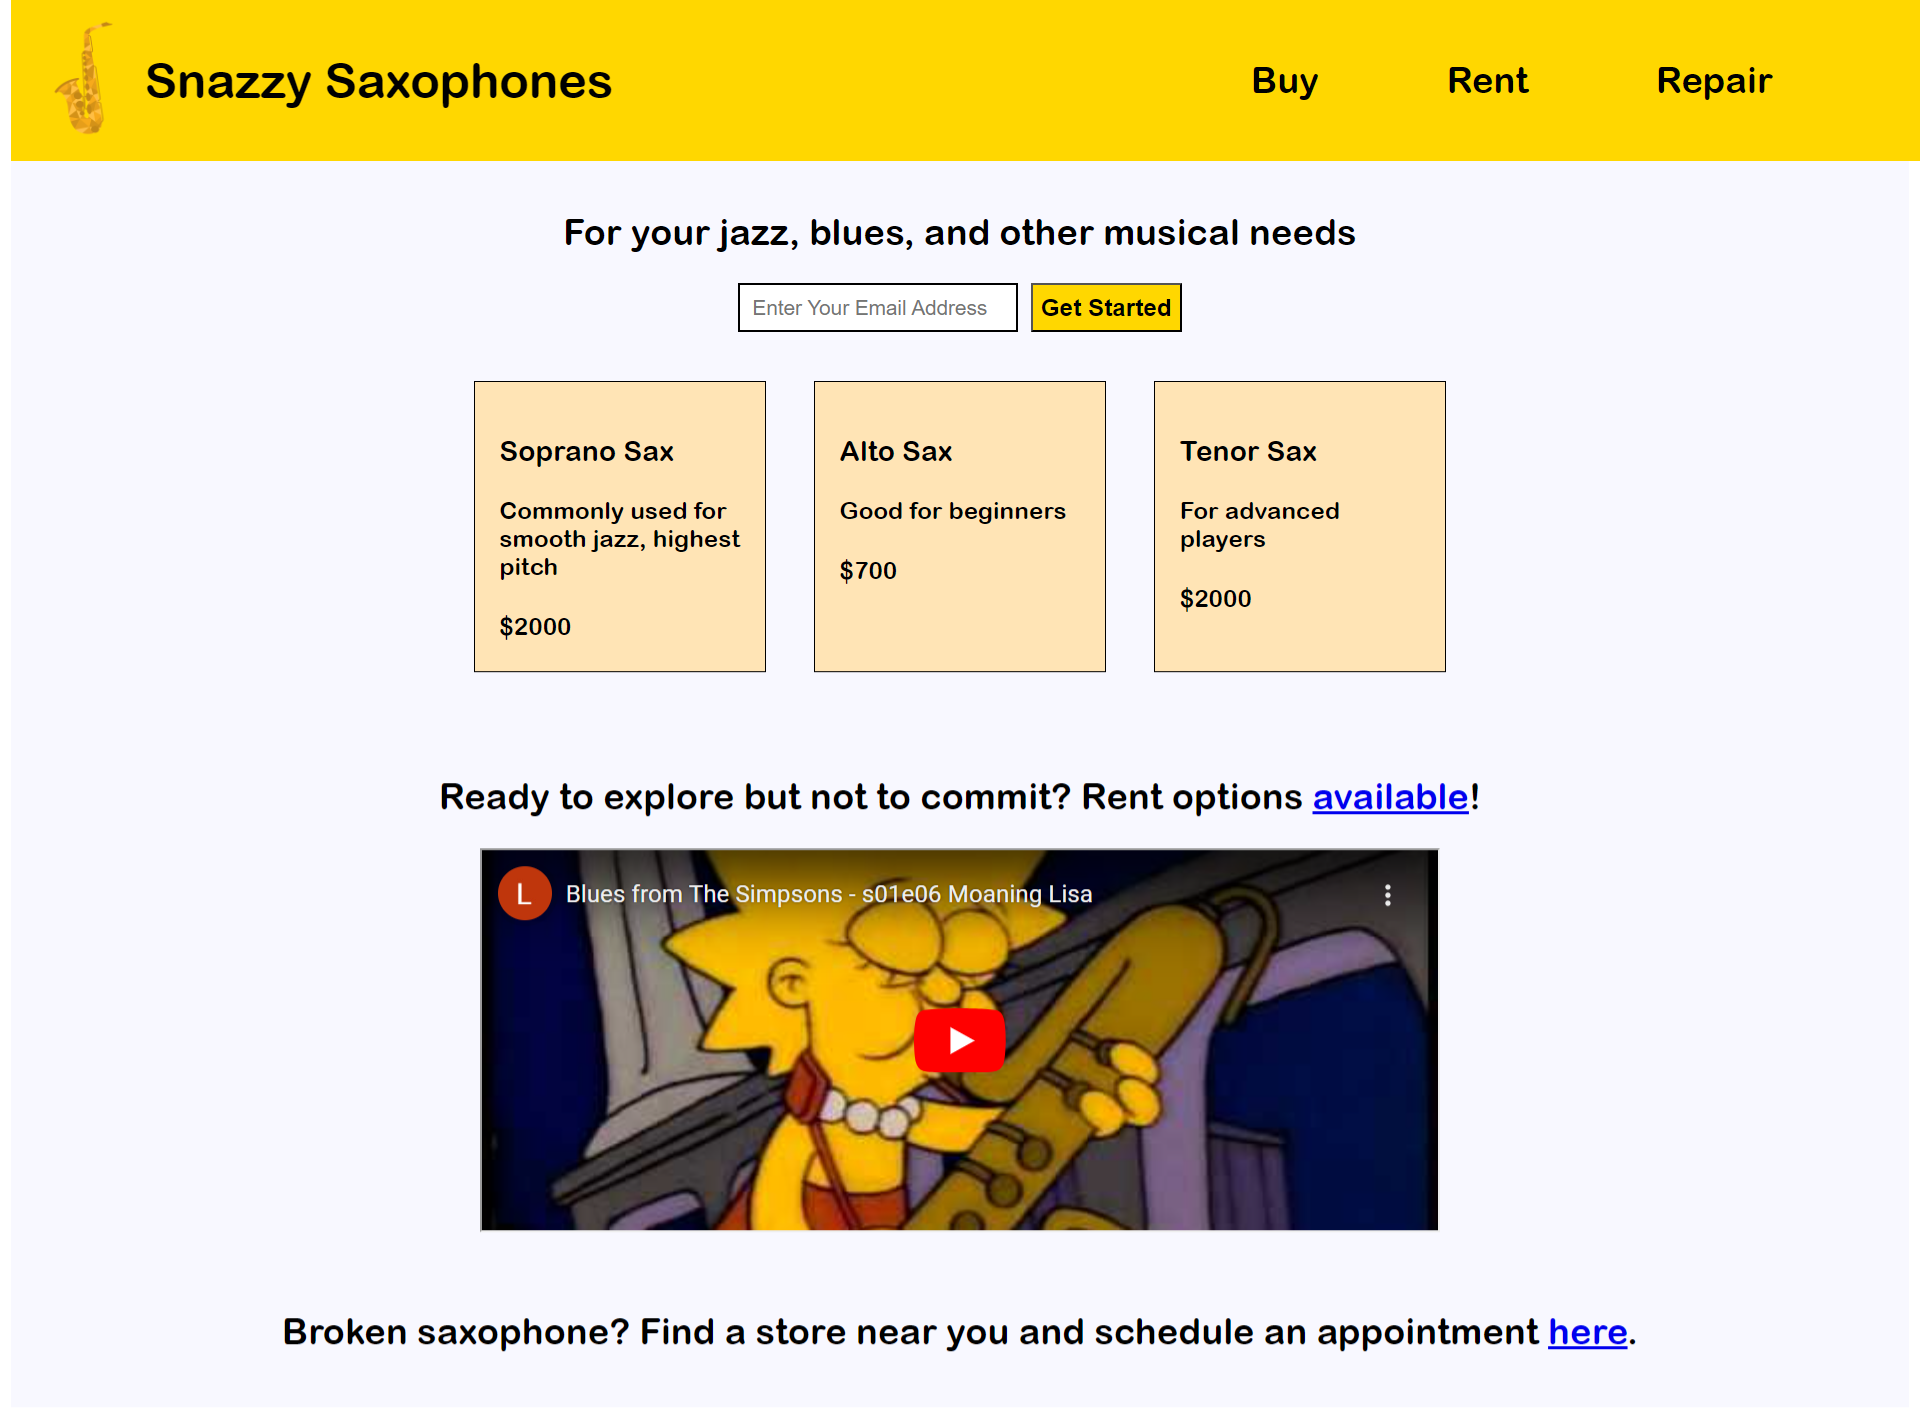 Snazzy Saxophones
Buy
Rent
Repair
For your jazz, blues, and other musical needs
Enter Your Email Address
Get Started
Soprano Sax
Commonly used for
smooth jazz, highest
pitch
$2000
Alto Sax
Good for beginners
$700
Tenor Sax
For advanced
players
$2000
Ready to explore but not to commit? Rent options available!
L
Blues from The Simpsons - s01e06 Moaning Lisa
Broken saxophone? Find a store near you and schedule an appointment here.